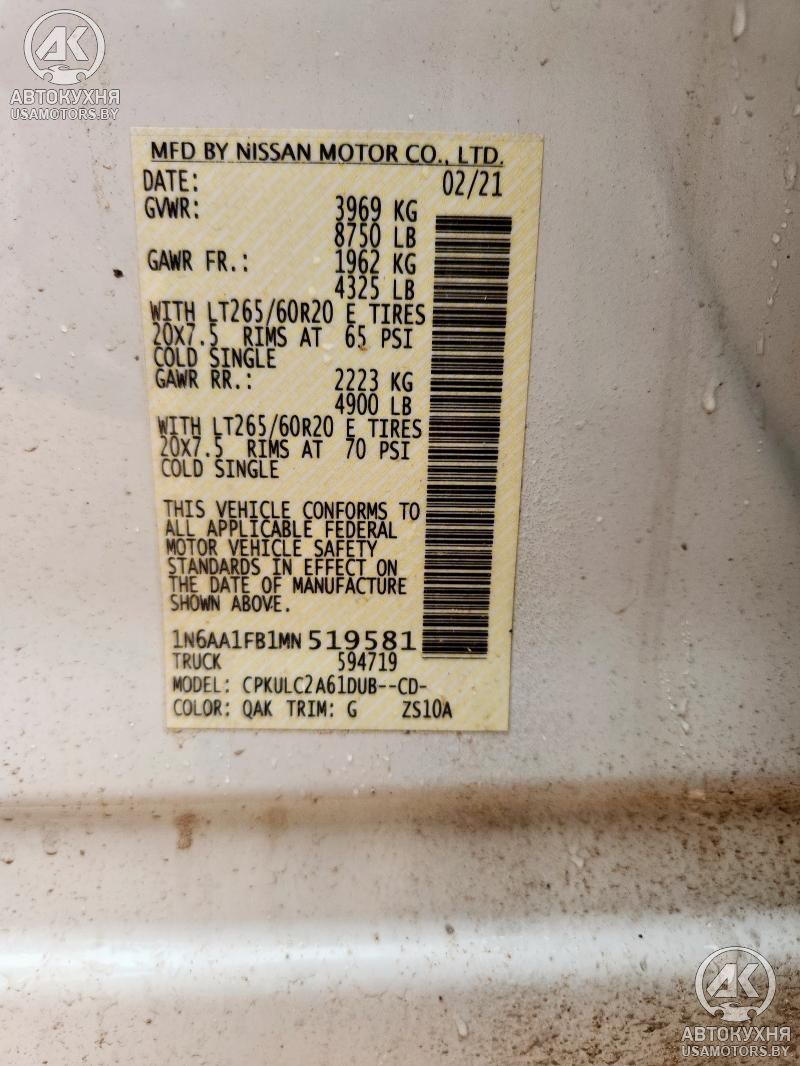 AK
АВТОКУХНЯ
USAMOTORS.BY
MFD BY NISSAN MOTOR CO., LTD.
DATE: 02/21
GVWR: 3969 KG
8750 LB
GAWR FR.: 1962 KG
4325 LB
WITH LT265/60R20 E TIRES
20X7.5 RIMS AT 65 PSI
COLD SINGLE
GAWR RR.: 2223 KG
4900 LB
WITH LT265/60R20 E TIRES
20X7.5 RIMS AT 70 PSI
COLD SINGLE
THIS VEHICLE CONFORMS TO
ALL APPLICABLE FEDERAL
MOTOR VEHICLE SAFETY
STANDARDS IN EFFECT ON
THE DATE OF MANUFACTURE
SHOWN ABOVE.
1N6AA1FB1MN519581
TRUCK 594719
MODEL: CPKULC2A61DUB--CD-
COLOR: QAK TRIM: G ZS10A
AK
АВТОКУХНЯ
USAMOTORS.BY